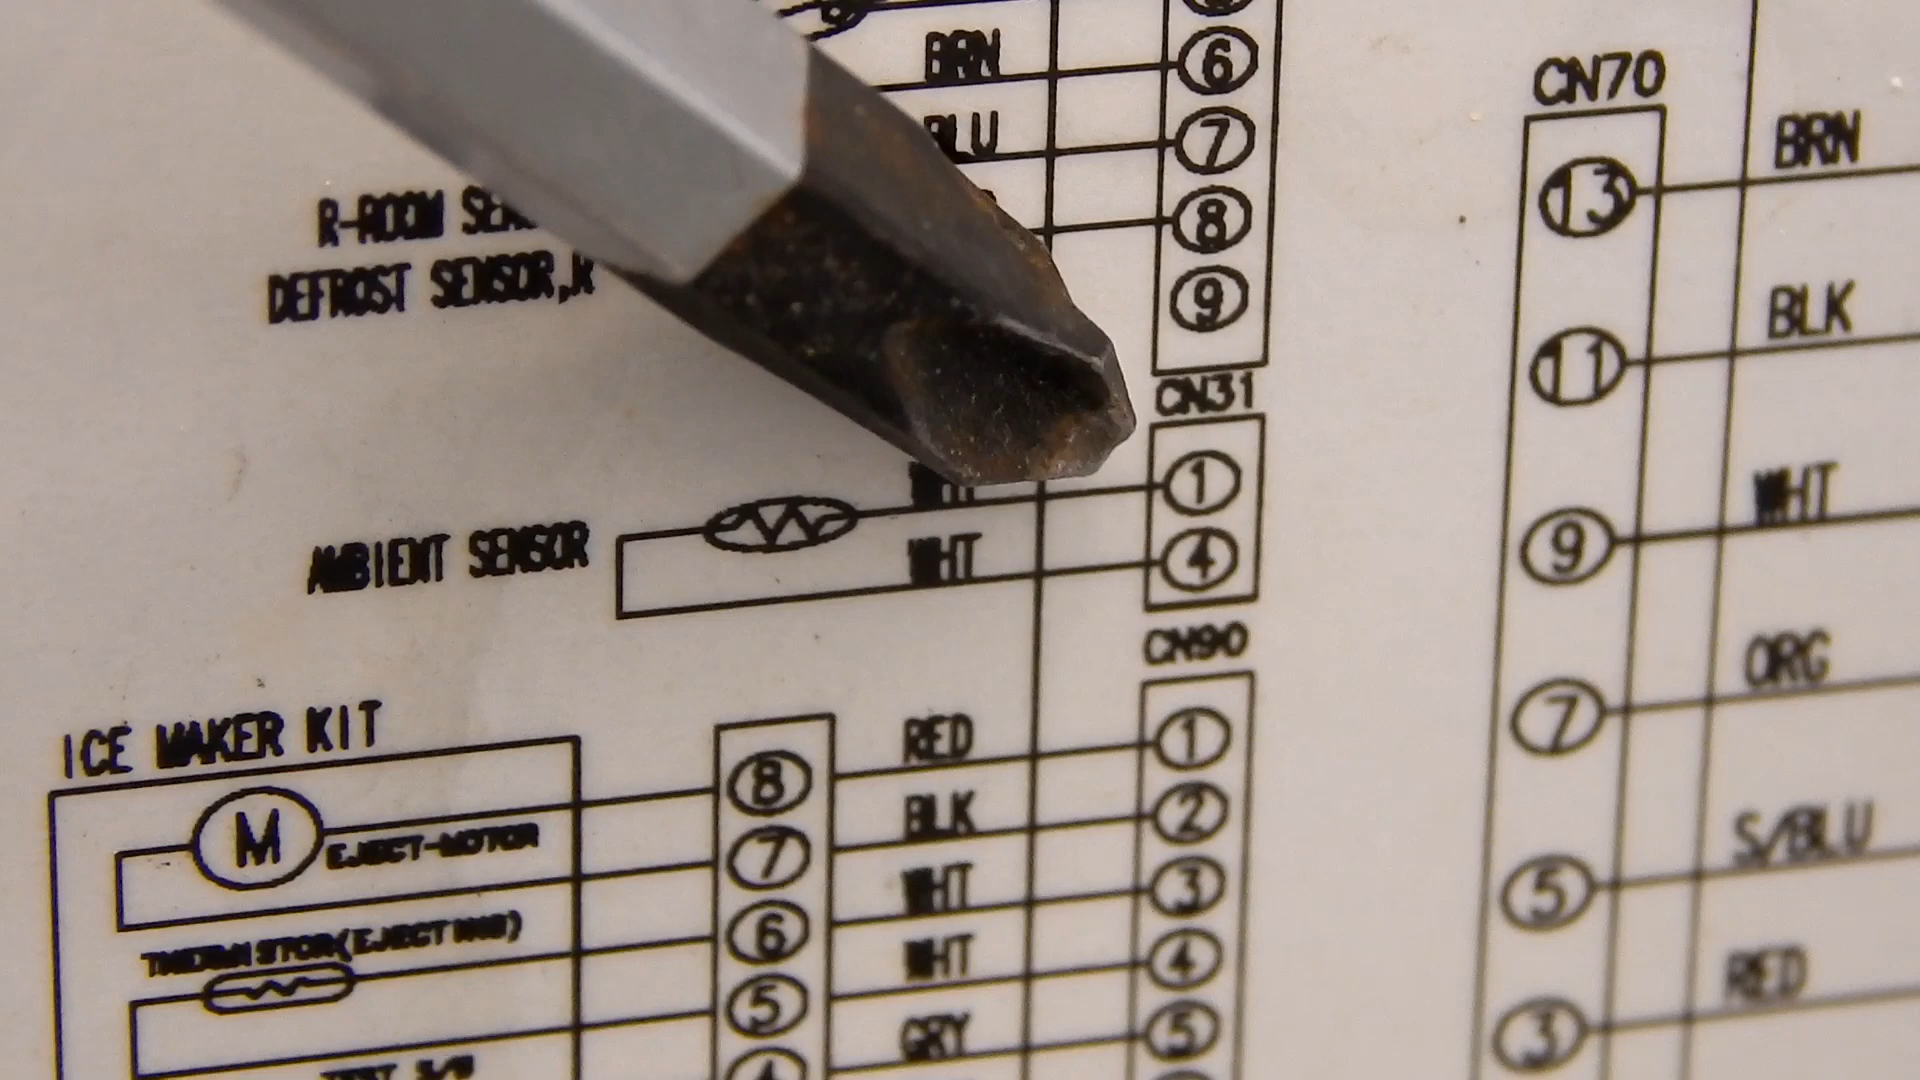 BRN 6
BLU 7
8
9
R-ROOM
DEFROST SENSOR,R
CN31
WHT 1
WHT 4
AMBIENT SENSOR
CN90
RED 1
BLK 2
WHT 3
WHT 4
GRY 5
ICE MAKER KIT
M EJECT-MOTOR
8
7
6
5
4
CN70
13 BRN
11 BLK
9 WHT
7 ORG
5 S/BLU
3 RED